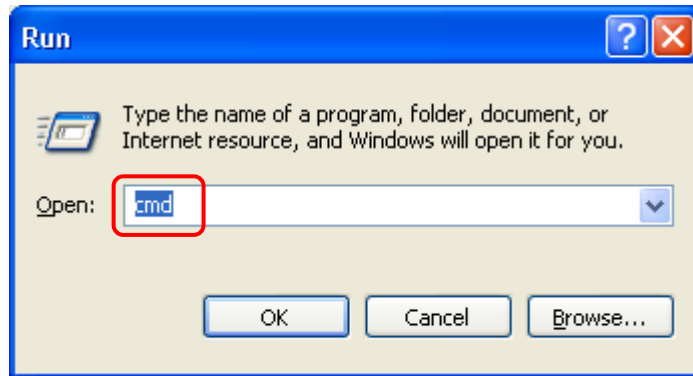 Run
Type the name of a program, folder, document, or
Internet resource, and Windows will open it for you.
Open: cmd
OK Cancel Browse...